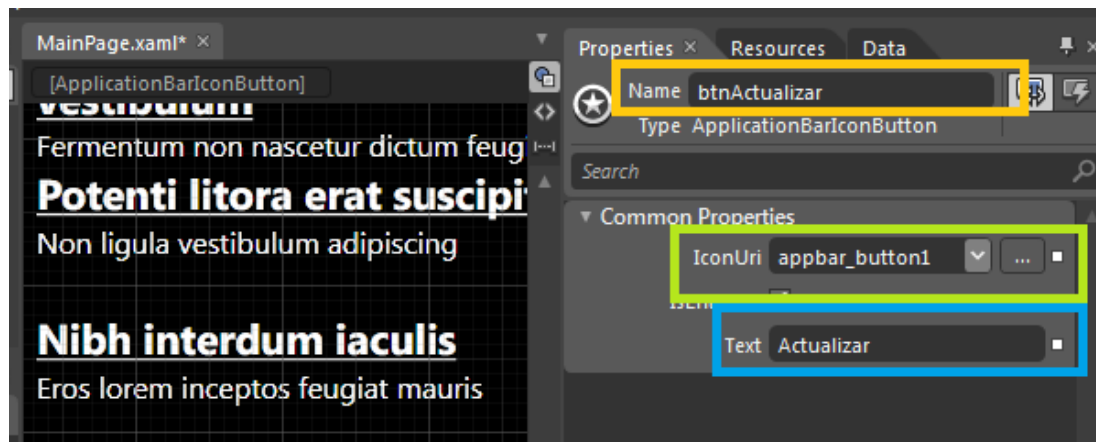 MainPage.xaml* ×
[ApplicationBarIconButton]
Vestibulum
Fermentum non nascetur dictum feug
Potenti litora erat suscipi
Non ligula vestibulum adipiscing
Nibh interdum iaculis
Eros lorem inceptos feugiat mauris
Properties × Resources Data
Name btnActualizar
Type ApplicationBarIconButton
Search
Common Properties
IconUri appbar_button1 ...
Text Actualizar